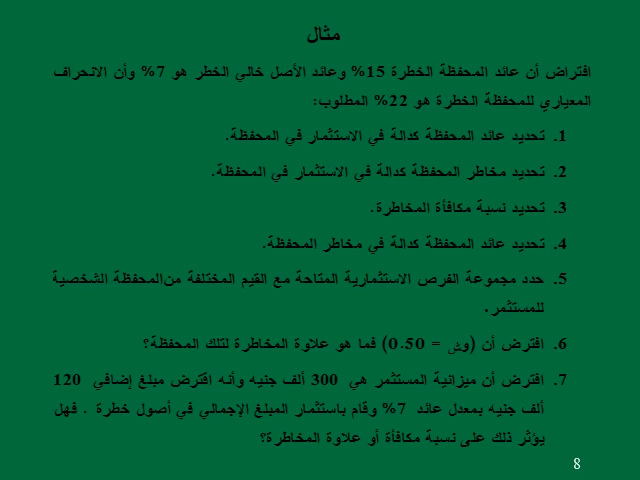 مثال
افتراض أن عائد المحفظة الخطرة 15% وعائد الأصل خالي الخطر هو 7% وأن الانحراف
المعياري للمحفظة الخطرة هو 22% المطلوب:
1. تحديد عائد المحفظة كدالة في الاستثمار في المحفظة.
2. تحديد مخاطر المحفظة كدالة في الاستثمار في المحفظة.
3. تحديد نسبة مكافأة المخاطرة.
4. تحديد عائد المحفظة كدالة في مخاطر المحفظة.
5. حدد مجموعة الفرص الاستثمارية المتاحة مع القيم المختلفة من المحفظة الشخصية
للمستثمر.
6. افترض أن (وش = 0.50) فما هو علاوة المخاطرة لتلك المحفظة؟
7. افترض أن ميزانية المستثمر هي 300 ألف جنيه وأنه اقترض مبلغ إضافي 120
ألف جنيه بمعدل عائد 7% وقام باستثمار المبلغ الإجمالي في أصول خطرة . فهل
يؤثر ذلك على نسبة مكافأة أو علاوة المخاطرة؟
8